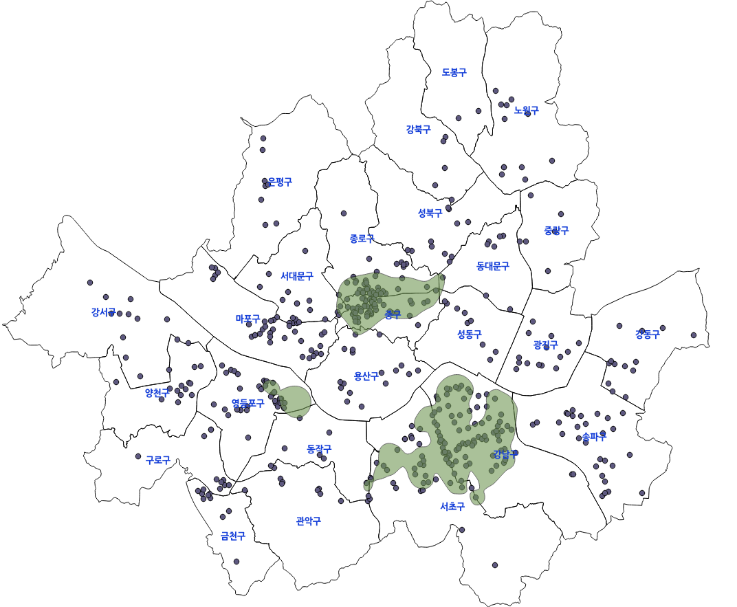 도봉구
노원구
강북구
은평구
성북구
중랑구
종로구
동대문구
서대문구
강서구
중구
마포구
성동구
광진구
강동구
용산구
양천구
영등포구
송파구
동작구
강남구
구로구
서초구
관악구
금천구